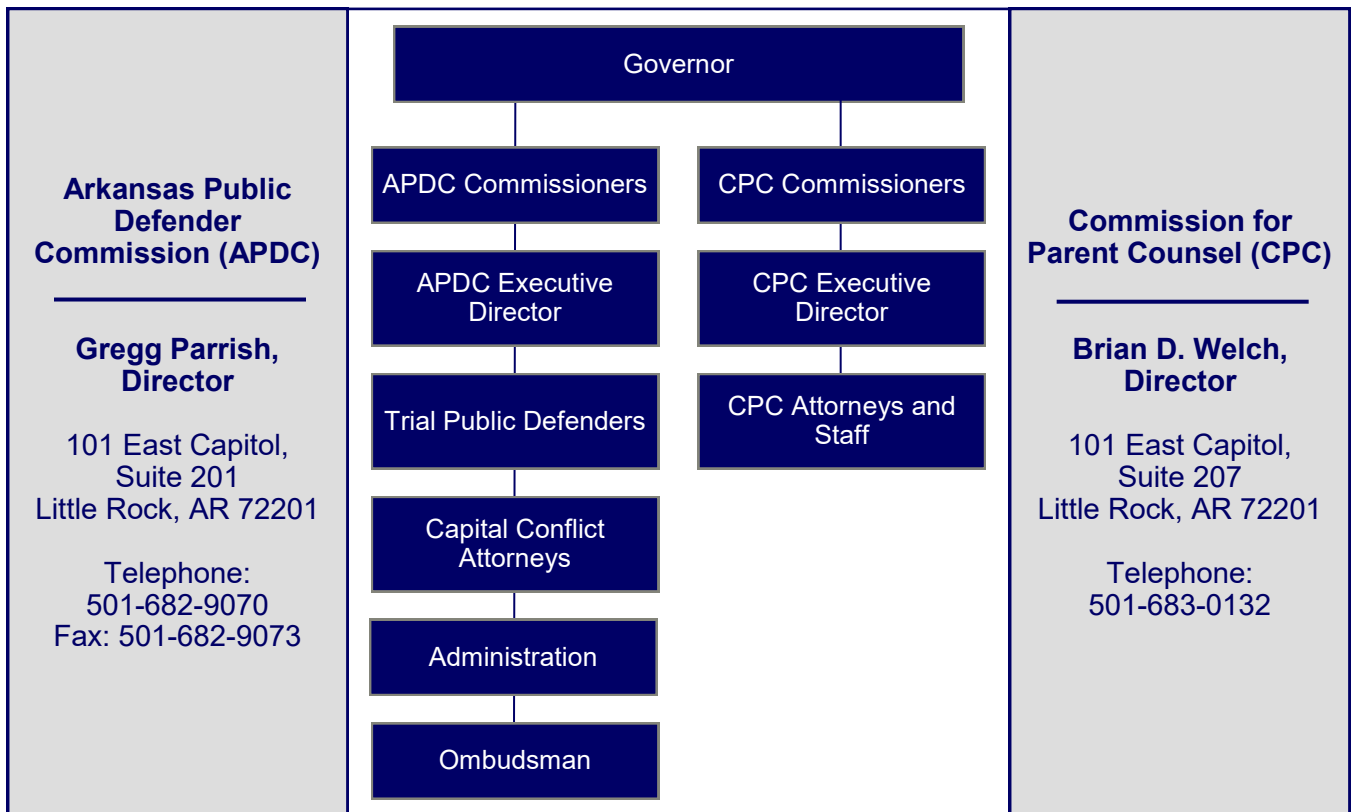 Arkansas Public
Defender
Commission (APDC)
Gregg Parrish,
Director
101 East Capitol,
Suite 201
Little Rock, AR 72201
Telephone:
501-682-9070
Fax: 501-682-9073
Governor
APDC Commissioners
APDC Executive
Director
Trial Public Defenders
Capital Conflict
Attorneys
Administration
Ombudsman
CPC Commissioners
CPC Executive
Director
CPC Attorneys and
Staff
Commission for
Parent Counsel (CPC)
Brian D. Welch,
Director
101 East Capitol,
Suite 207
Little Rock, AR 72201
Telephone:
501-683-0132